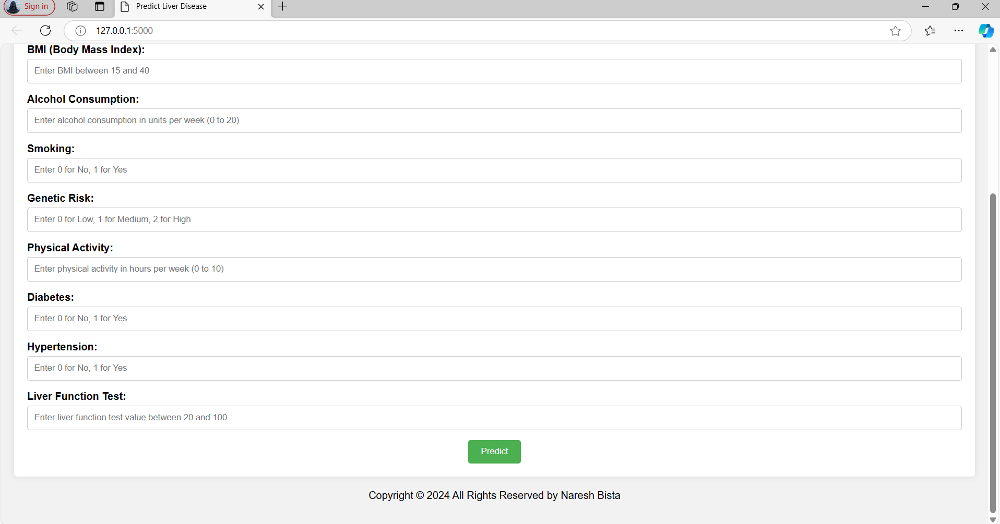 Sign in
Predict Liver Disease
127.0.0.1:5000
BMI (Body Mass Index):
Enter BMI between 15 and 40
Alcohol Consumption:
Enter alcohol consumption in units per week (0 to 20)
Smoking:
Enter 0 for No, 1 for Yes
Genetic Risk:
Enter 0 for Low, 1 for Medium, 2 for High
Physical Activity:
Enter physical activity in hours per week (0 to 10)
Diabetes:
Enter 0 for No, 1 for Yes
Hypertension:
Enter 0 for No, 1 for Yes
Liver Function Test:
Enter liver function test value between 20 and 100
Predict
Copyright © 2024 All Rights Reserved by Naresh Bista